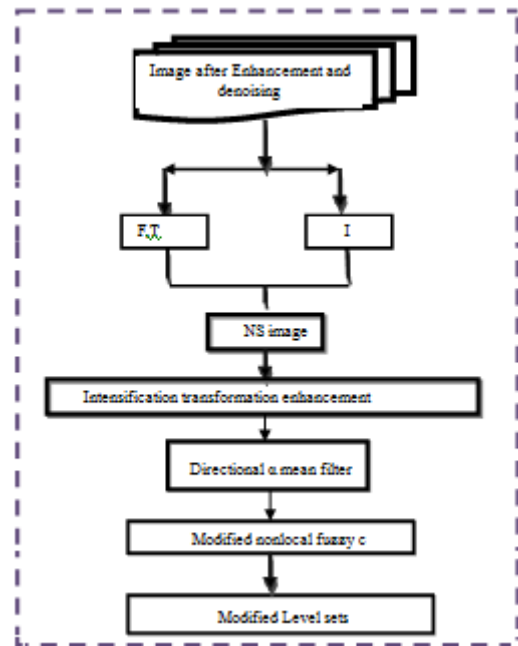 Image after Enhancement and
denoising
F,T
I
NS image
Intensification transformation enhancement
Directional α mean filter
Modified nonlocal fuzzy c
Modified Level sets